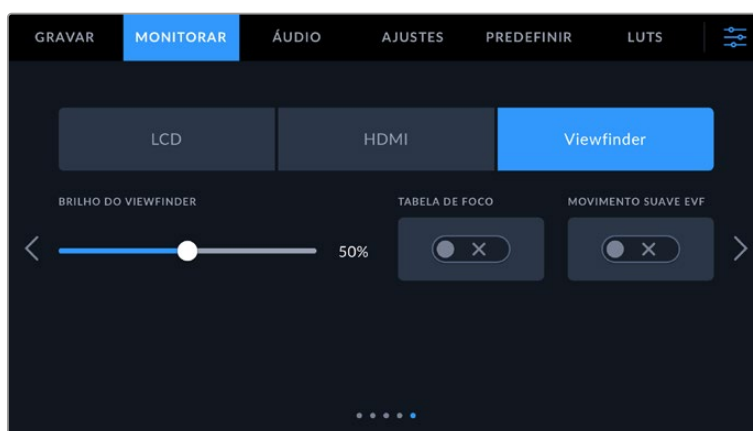 GRAVAR MONITORAR ÁUDIO AJUSTES PREDEFINIR LUTS
LCD HDMI Viewfinder
BRILHO DO VIEWFINDER TABELA DE FOCO MOVIMENTO SUAVE EVF
50%